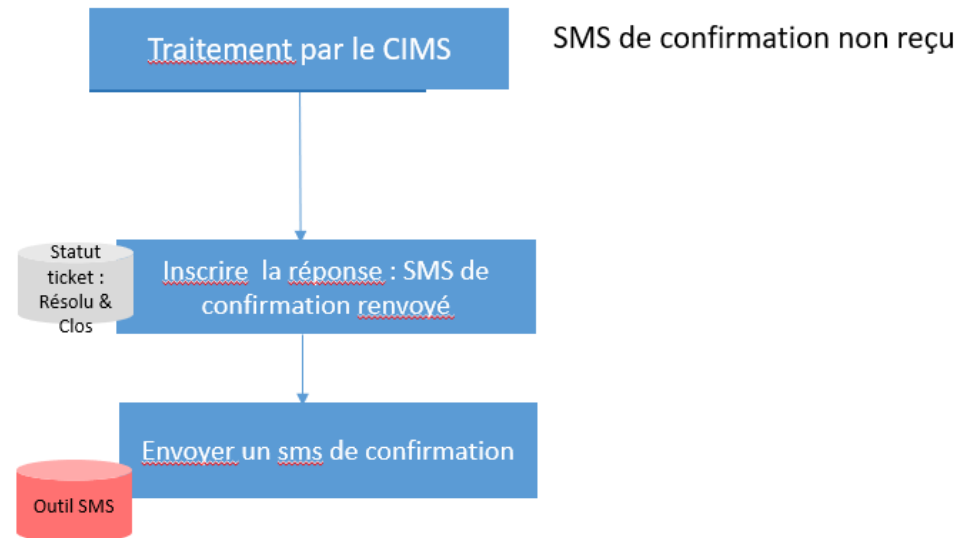 Traitement par le CIMS
SMS de confirmation non reçu
Statut
ticket :
Résolu &
Clos
Inscrire la réponse : SMS de
confirmation renvoyé
Envoyer un sms de confirmation
Outil SMS